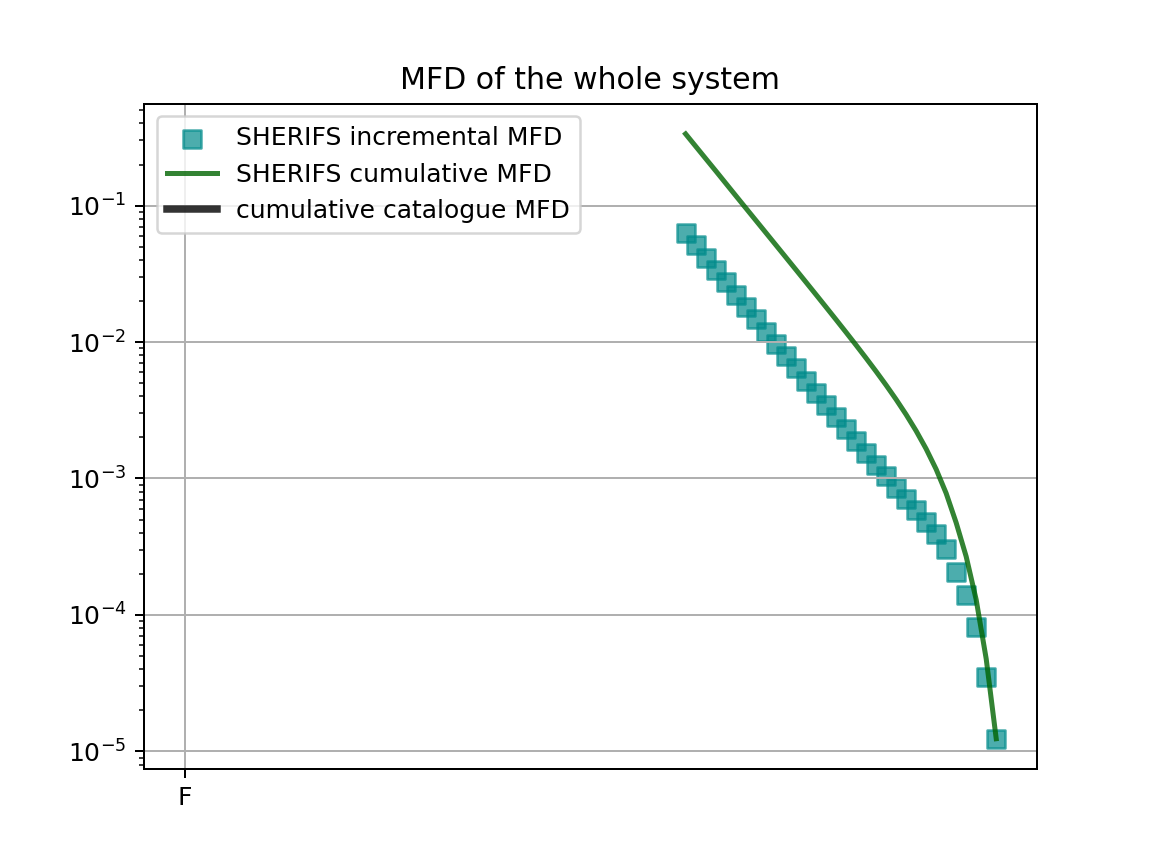 MFD of the whole system
SHERIFS incremental MFD
SHERIFS cumulative MFD
cumulative catalogue MFD
10⁻¹
10⁻²
10⁻³
10⁻⁴
10⁻⁵
F